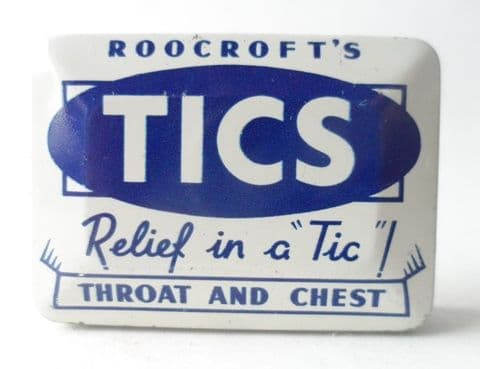 ROOCROFT'S
TICS
Relief in a "Tic"!
THROAT AND CHEST